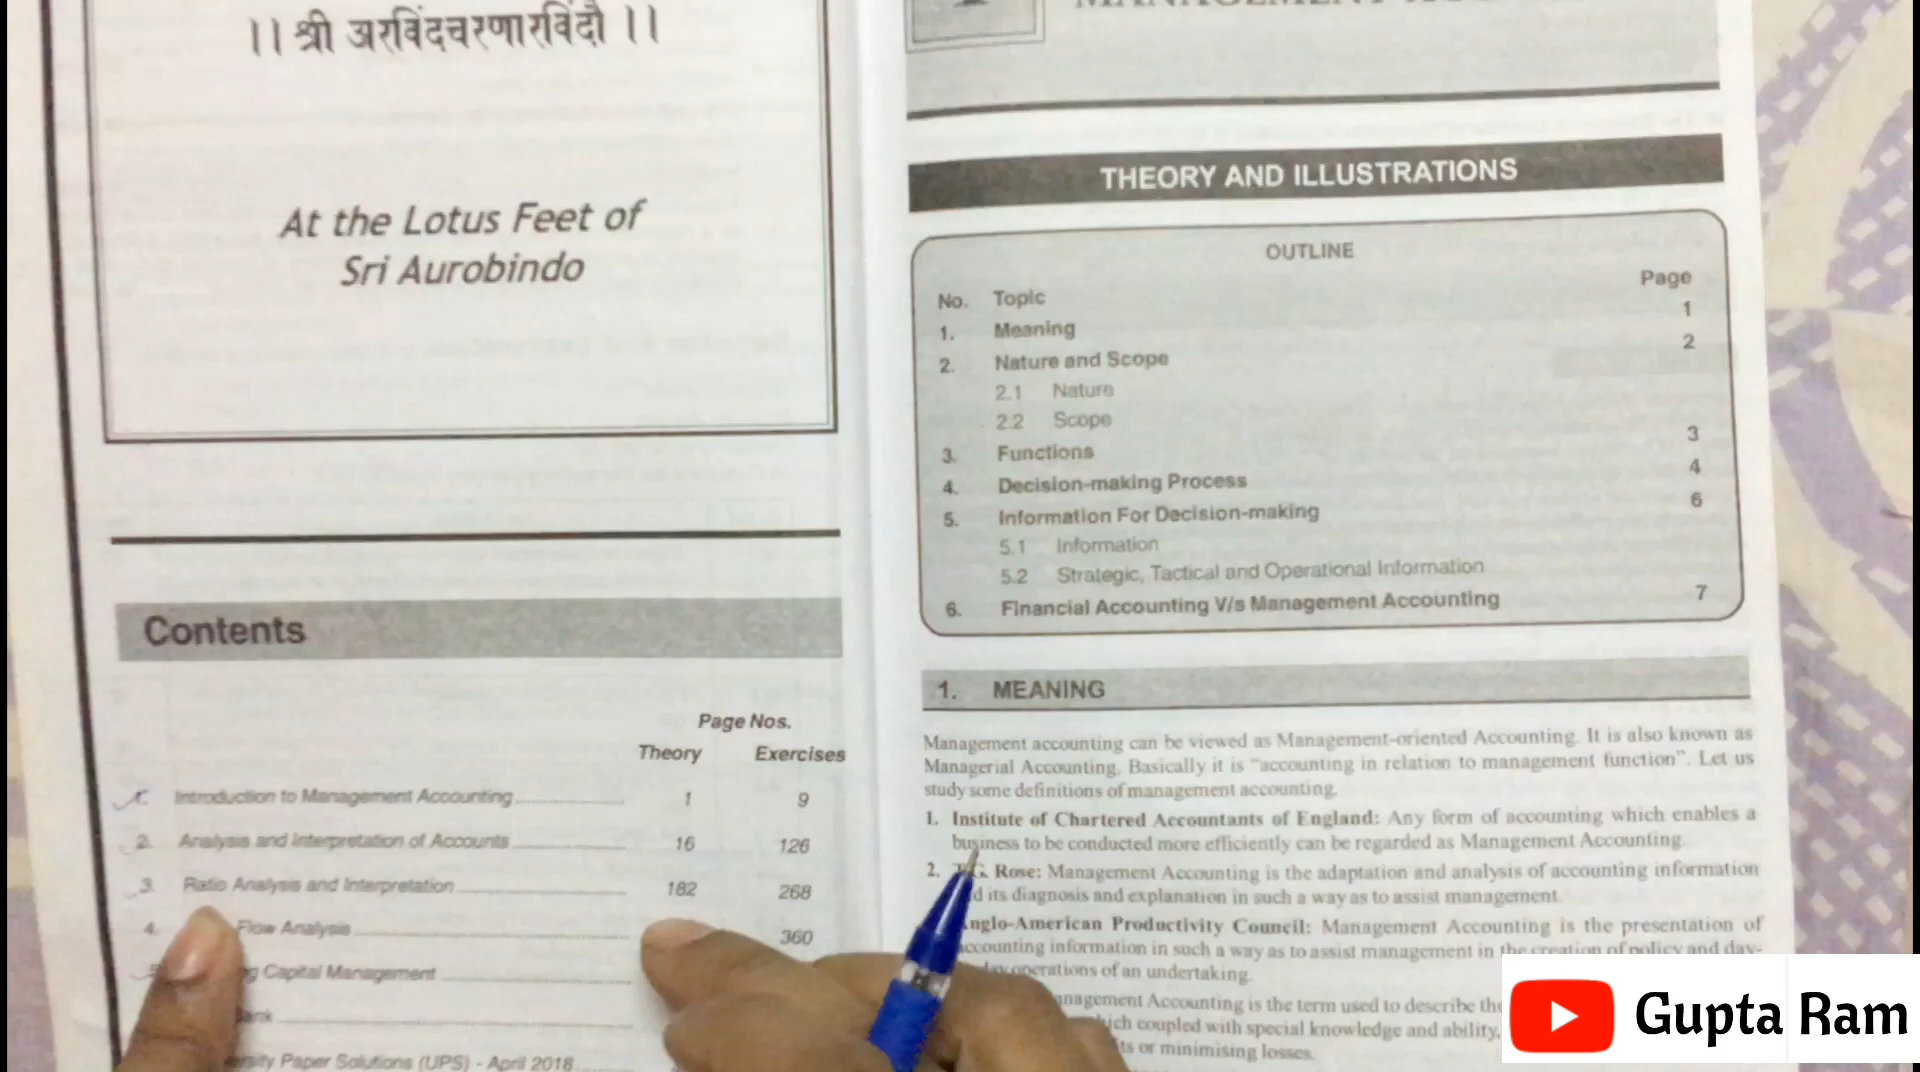 ।। श्री अरविंदचरणारविंदौ ।।
At the Lotus Feet of
Sri Aurobindo
Contents
Page Nos.
Theory Exercises
1. Introduction to Management Accounting 1 9
2. Analysis and Interpretation of Accounts 16 126
3. Ratio Analysis and Interpretation 182 268
4. Flow Analysis 360
Capital Management
Paper Solutions (UPS) - April 2018
THEORY AND ILLUSTRATIONS
OUTLINE
No. Topic Page
1. Meaning 1
2. Nature and Scope 2
2.1 Nature
2.2 Scope
3. Functions 3
4. Decision-making Process 4
5. Information For Decision-making 6
5.1 Information
5.2 Strategic, Tactical and Operational Information
6. Financial Accounting V/s Management Accounting 7
1. MEANING
Management accounting can be viewed as Management-oriented Accounting. It is also known as
Managerial Accounting. Basically it is "accounting in relation to management function". Let us
study some definitions of management accounting.
1. Institute of Chartered Accountants of England: Any form of accounting which enables a
business to be conducted more efficiently can be regarded as Management Accounting.
2. Rose: Management Accounting is the adaptation and analysis of accounting information
its diagnosis and explanation in such a way as to assist management.
Anglo-American Productivity Council: Management Accounting is the presentation of
accounting information in such a way as to assist management in the creation of policy and day-
operations of an undertaking.
Management Accounting is the term used to describe the
which coupled with special knowledge and ability,
or minimising losses.
Gupta Ram